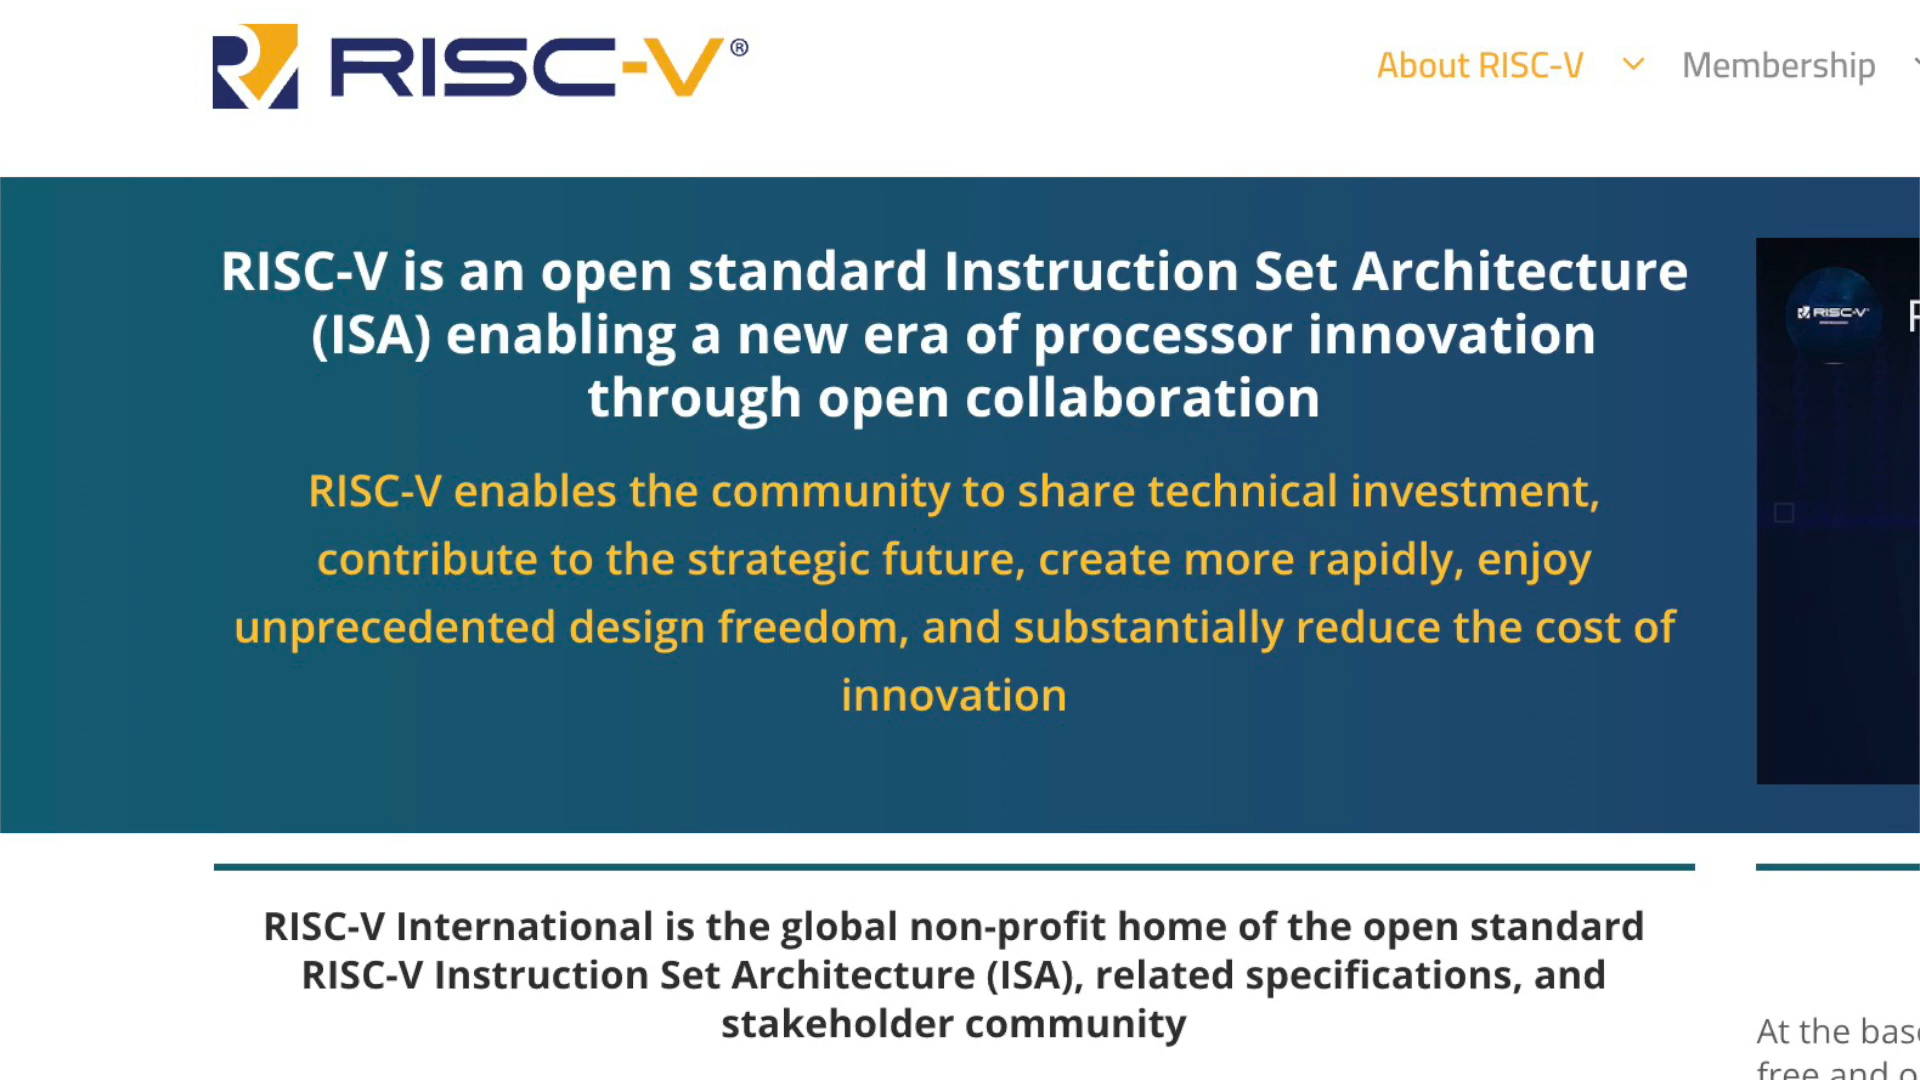 RISC-V®
About RISC-V
Membership
RISC-V is an open standard Instruction Set Architecture
(ISA) enabling a new era of processor innovation
through open collaboration
RISC-V enables the community to share technical investment,
contribute to the strategic future, create more rapidly, enjoy
unprecedented design freedom, and substantially reduce the cost of
innovation
RISC-V
RISC-V International is the global non-profit home of the open standard
RISC-V Instruction Set Architecture (ISA), related specifications, and
stakeholder community
At the
free and